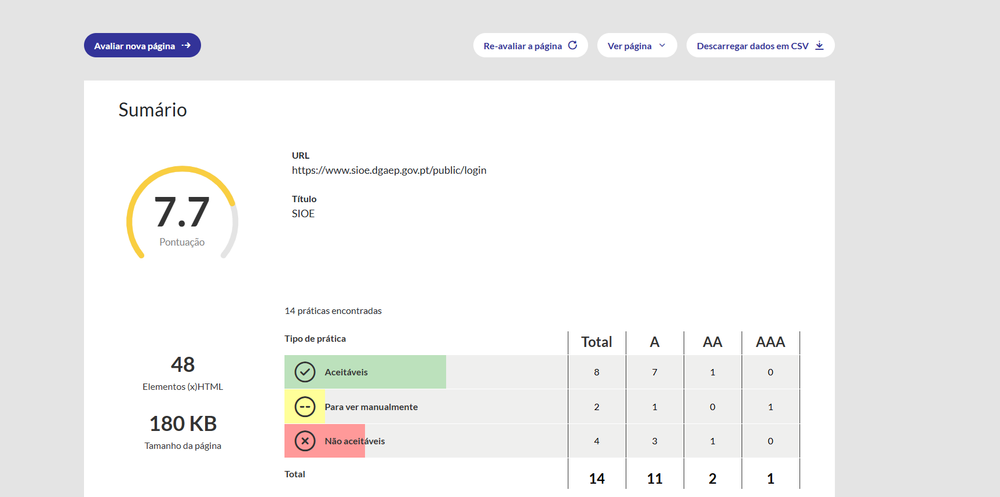 Avaliar nova página
Re-avaliar a página
Ver página
Descarregar dados em CSV
Sumário
7.7
Pontuação
URL
https://www.sioe.dgaep.gov.pt/public/login
Título
SIOE
48
Elementos (x)HTML
180 KB
Tamanho da página
14 práticas encontradas
Tipo de prática Total A AA AAA
Aceitáveis 8 7 1 0
Para ver manualmente 2 1 0 1
Não aceitáveis 4 3 1 0
Total 14 11 2 1